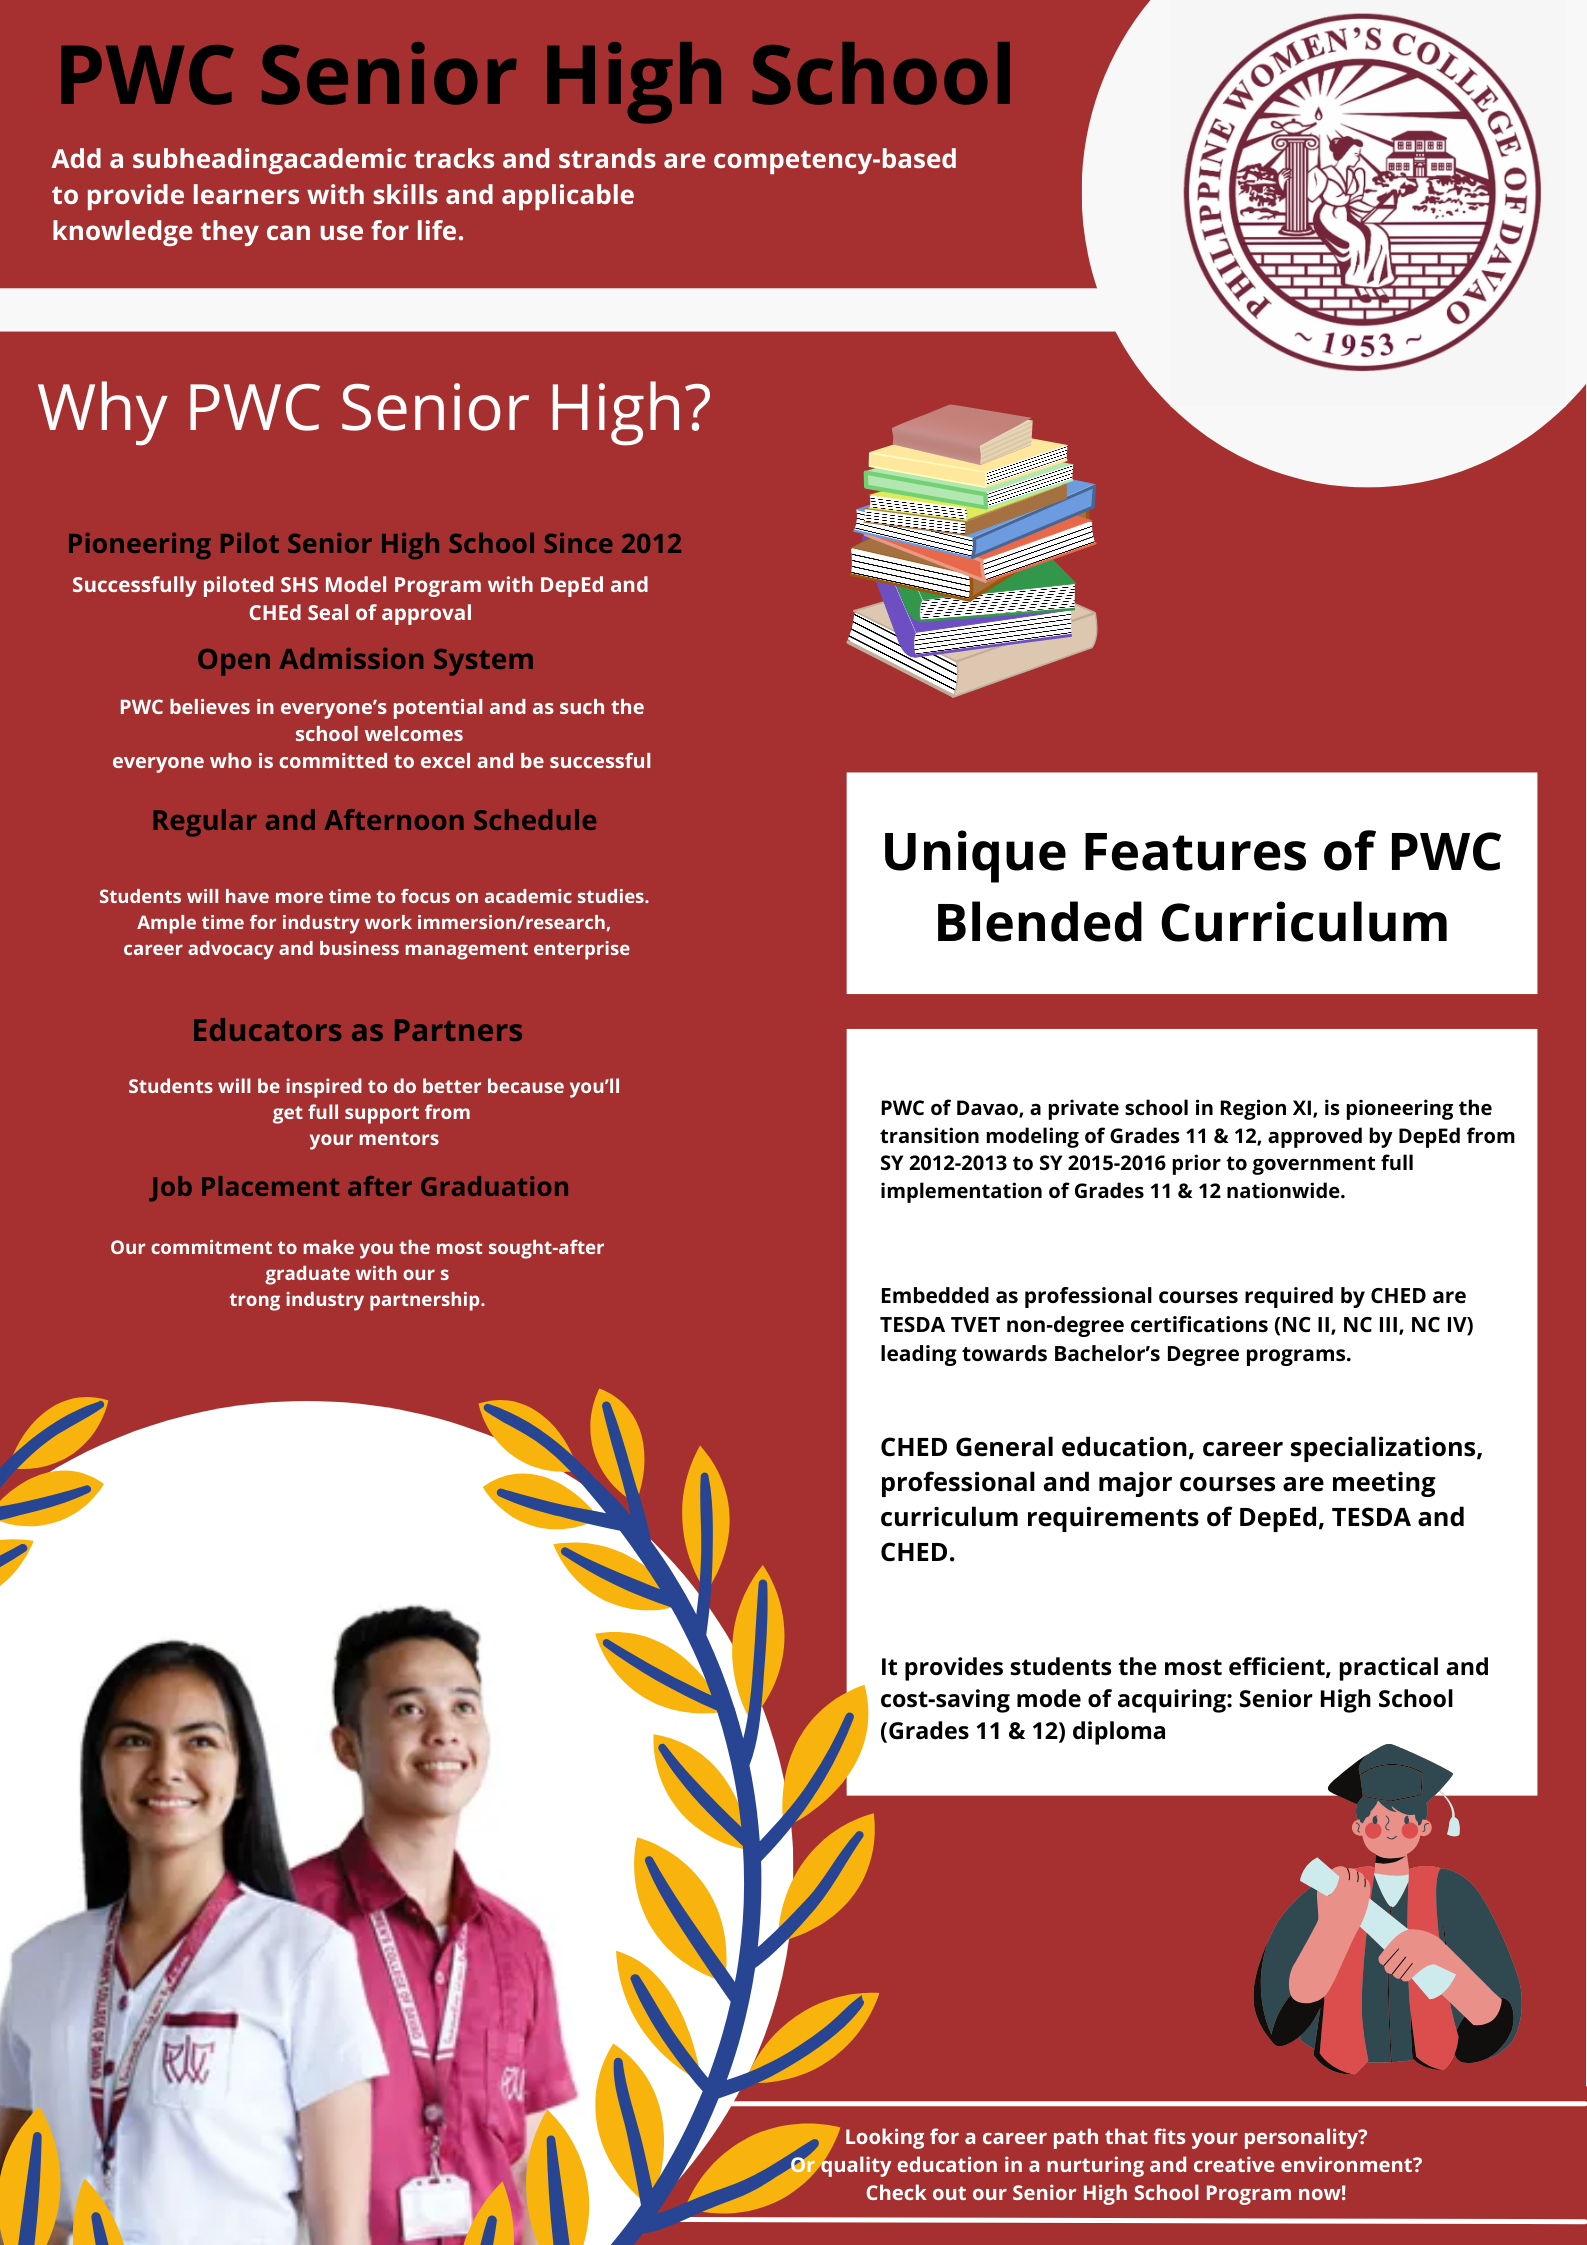 PWC Senior High School
Add a subheadingacademic tracks and strands are competency-based
to provide learners with skills and applicable
knowledge they can use for life.
PHILIPPINE WOMEN'S COLLEGE OF DAVAO
~ 1953 ~
Why PWC Senior High?
Pioneering Pilot Senior High School Since 2012
Successfully piloted SHS Model Program with DepEd and
CHEd Seal of approval
Open Admission System
PWC believes in everyone’s potential and as such the
school welcomes
everyone who is committed to excel and be successful
Regular and Afternoon Schedule
Students will have more time to focus on academic studies.
Ample time for industry work immersion/research,
career advocacy and business management enterprise
Educators as Partners
Students will be inspired to do better because you’ll
get full support from
your mentors
Job Placement after Graduation
Our commitment to make you the most sought-after
graduate with our s
trong industry partnership.
Unique Features of PWC
Blended Curriculum
PWC of Davao, a private school in Region XI, is pioneering the
transition modeling of Grades 11 & 12, approved by DepEd from
SY 2012-2013 to SY 2015-2016 prior to government full
implementation of Grades 11 & 12 nationwide.
Embedded as professional courses required by CHED are
TESDA TVET non-degree certifications (NC II, NC III, NC IV)
leading towards Bachelor’s Degree programs.
CHED General education, career specializations,
professional and major courses are meeting
curriculum requirements of DepEd, TESDA and
CHED.
It provides students the most efficient, practical and
cost-saving mode of acquiring: Senior High School
(Grades 11 & 12) diploma
Looking for a career path that fits your personality?
Or quality education in a nurturing and creative environment?
Check out our Senior High School Program now!